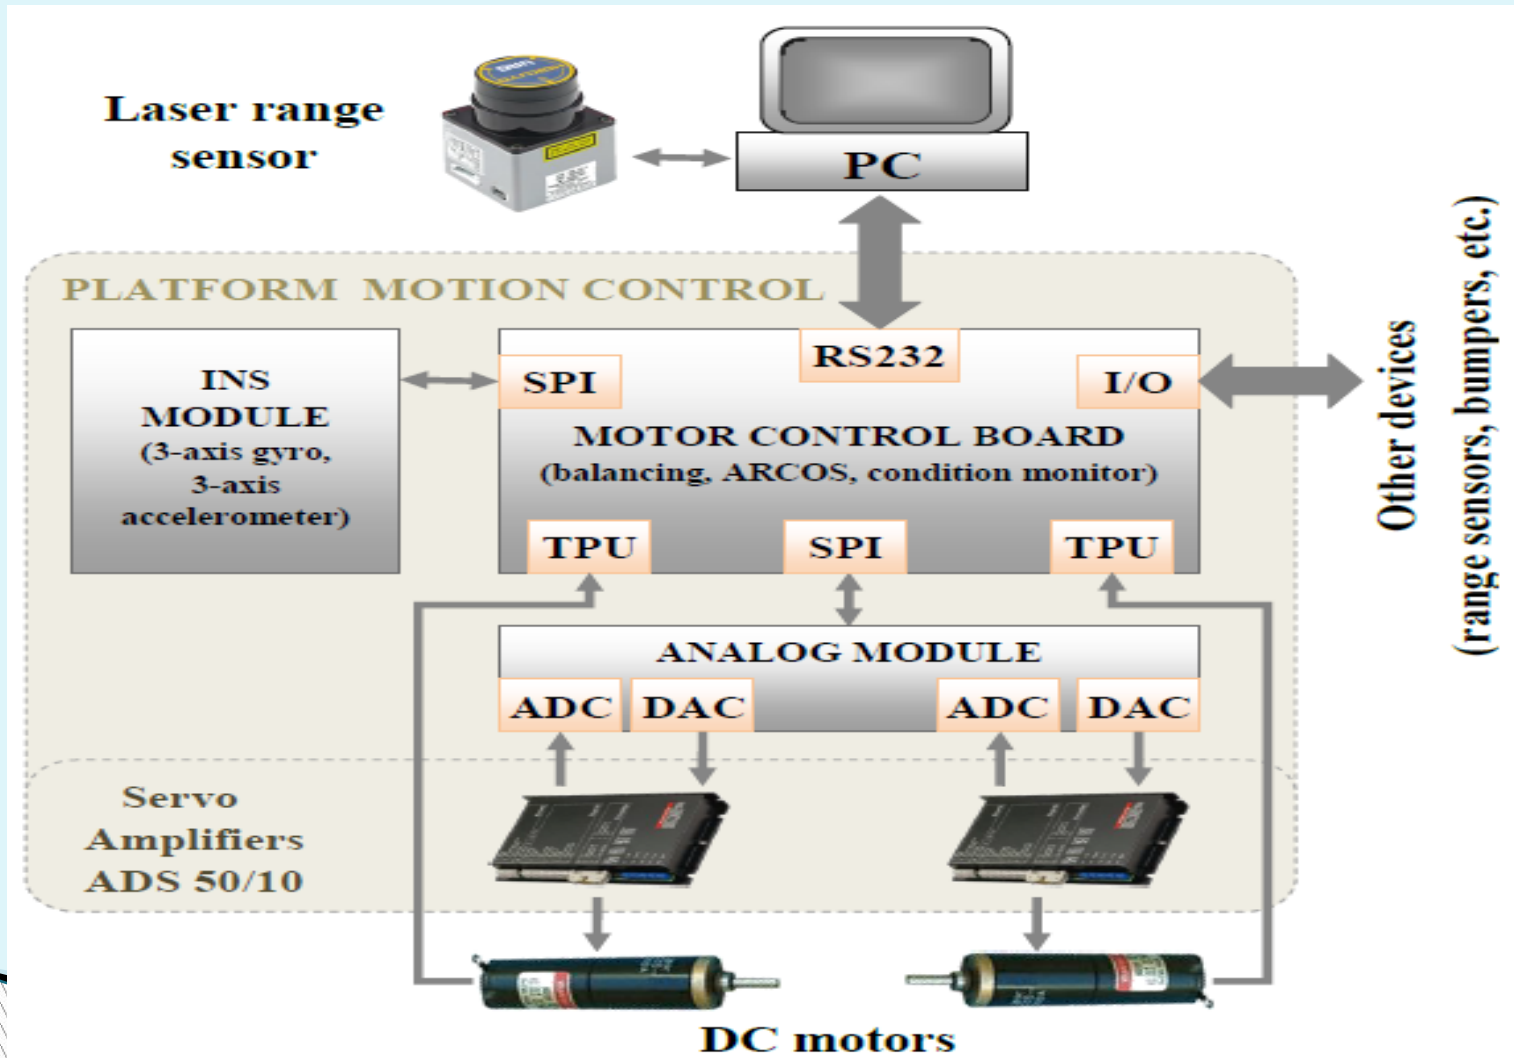 Laser range
sensor
PC
PLATFORM MOTION CONTROL
INS
MODULE
(3-axis gyro,
3-axis
accelerometer)
SPI
RS232
I/O
MOTOR CONTROL BOARD
(balancing, ARCOS, condition monitor)
TPU
SPI
TPU
Other devices
(range sensors, bumpers, etc.)
ANALOG MODULE
ADC
DAC
ADC
DAC
Servo
Amplifiers
ADS 50/10
DC motors